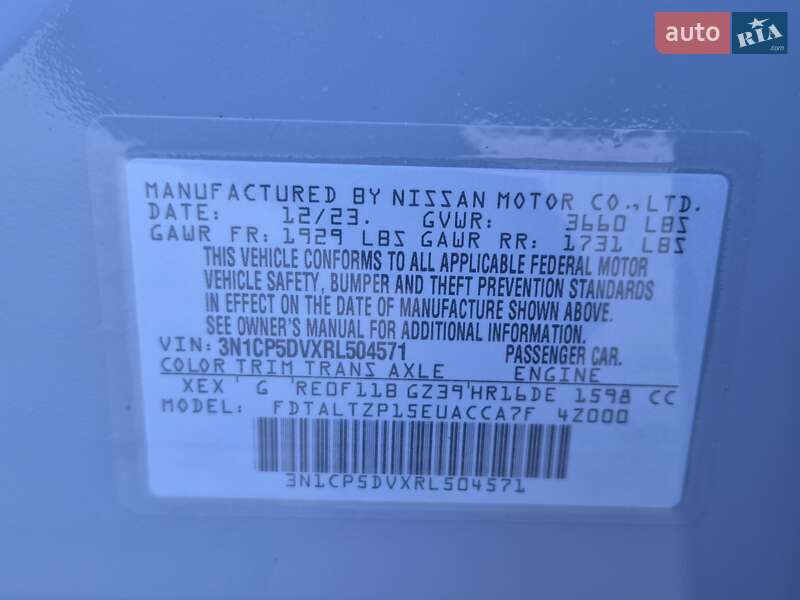 auto RIA .com
MANUFACTURED BY NISSAN MOTOR CO.,LTD.
DATE: 12/23. GVWR: 3660 LBS
GAWR FR: 1929 LBS GAWR RR: 1731 LBS
THIS VEHICLE CONFORMS TO ALL APPLICABLE FEDERAL MOTOR
VEHICLE SAFETY, BUMPER AND THEFT PREVENTION STANDARDS
IN EFFECT ON THE DATE OF MANUFACTURE SHOWN ABOVE.
SEE OWNER'S MANUAL FOR ADDITIONAL INFORMATION.
VIN: 3N1CP5DVXRL504571 PASSENGER CAR.
COLOR TRIM TRANS AXLE ENGINE
XEX G RE0F11B GZ39 HR16DE 1598 CC
MODEL: FDTALTZP15EUACCA7F 4Z000
3N1CP5DVXRL504571